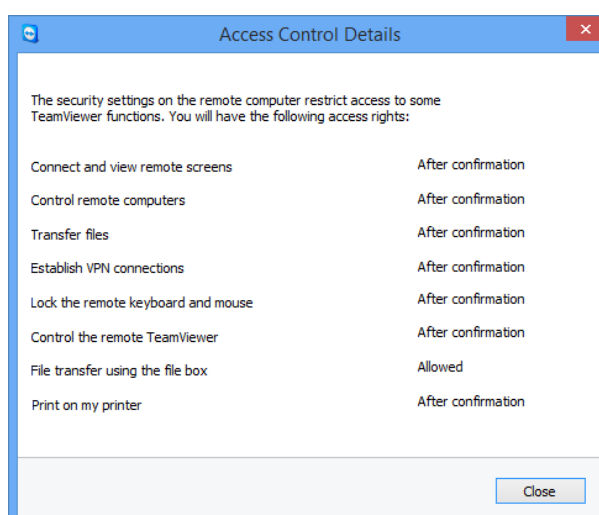 Access Control Details
The security settings on the remote computer restrict access to some
TeamViewer functions. You will have the following access rights:
Connect and view remote screens After confirmation
Control remote computers After confirmation
Transfer files After confirmation
Establish VPN connections After confirmation
Lock the remote keyboard and mouse After confirmation
Control the remote TeamViewer After confirmation
File transfer using the file box Allowed
Print on my printer After confirmation
Close